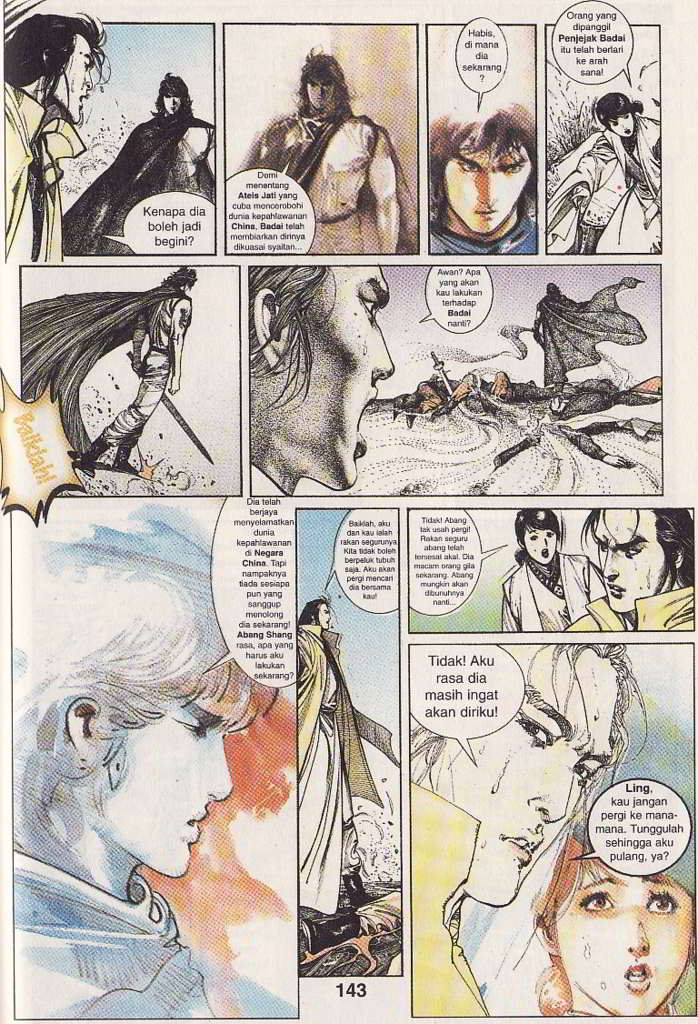 Kenapa dia
boleh jadi
begini?
Demi
menentang
Ateis Jati yang
cuba mencerobohi
dunia kepahlawanan
China, Badai telah
membiarkan dirinya
dikuasai syaitan...
Habis,
di mana
dia
sekarang
?
Orang yang
dipanggil
Penjejak Badai
itu telah berlari
ke arah
sana!
Baiklah!
Awan? Apa
yang akan
kau lakukan
terhadap
Badai
nanti?
Dia telah
berjaya
menyelamatkan
dunia
kepahlawanan
di Negara
China. Tapi
nampaknya
tiada sesiapa
pun yang
sanggup
menolong
dia sekarang!
Abang Shang
rasa, apa yang
harus aku
lakukan
sekarang?
Baiklah, aku
dan kau ialah
rakan segurunya.
Kita tidak boleh
berpeluk tubuh
saja. Aku akan
pergi mencari
dia bersama
kau!
Tidak! Abang
tak usah pergi!
Rakan seguru
abang telah
tersesat akal. Dia
macam orang gila
sekarang. Abang
mungkin akan
dibunuhnya
nanti...
Tidak! Aku
rasa dia
masih ingat
akan diriku!
Ling,
kau jangan
pergi ke mana-
mana. Tunggulah
sehingga aku
pulang, ya?
143